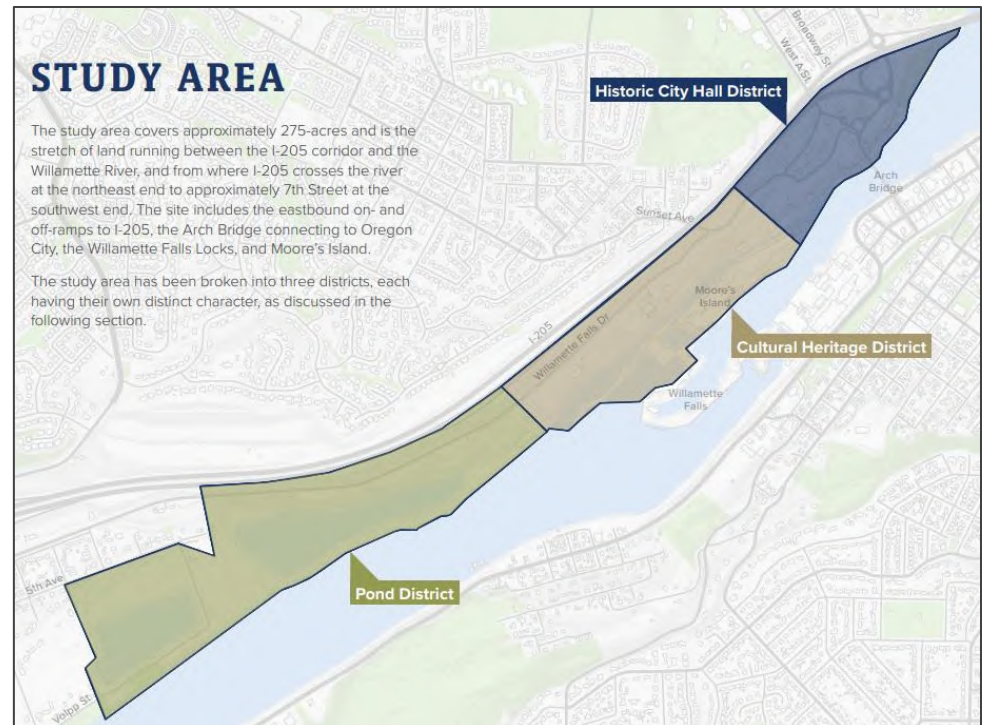 STUDY AREA
The study area covers approximately 275-acres and is the
stretch of land running between the I-205 corridor and the
Willamette River, and from where I-205 crosses the river
at the northeast end to approximately 7th Street at the
southwest end. The site includes the eastbound on- and
off-ramps to I-205, the Arch Bridge connecting to Oregon
City, the Willamette Falls Locks, and Moore's Island.
The study area has been broken into three districts, each
having their own distinct character, as discussed in the
following section.
Broadway St
West A St
Historic City Hall District
Arch
Bridge
Sunset Ave
Moore's
Island
I-205
Willamette Falls Dr
Cultural Heritage District
Willamette
Falls
5th Ave
Pond District
Volpp St